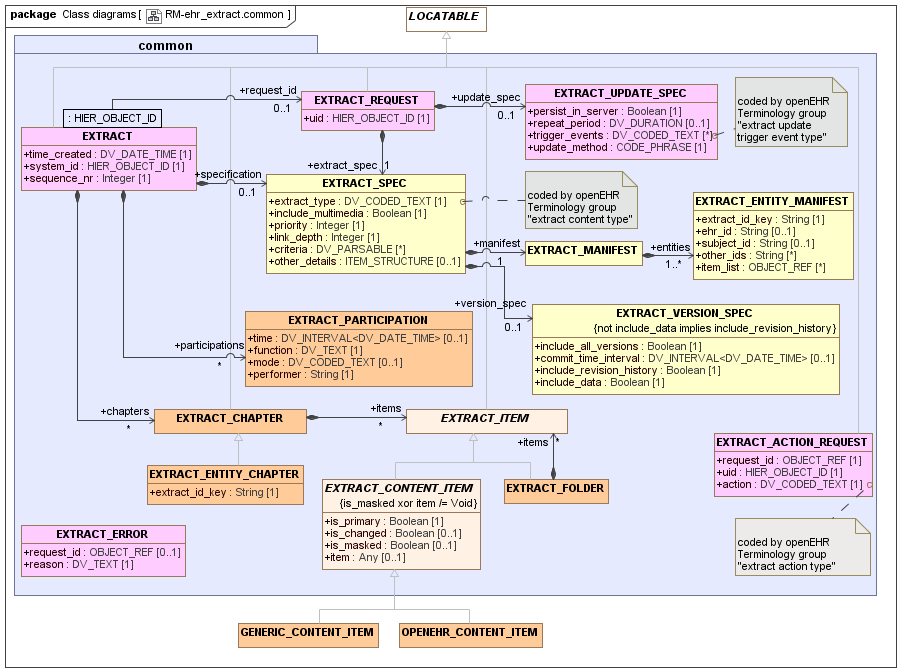 package Class diagrams[ RM-ehr_extract.common ]
LOCATABLE
common
+request_id
0..1
: HIER_OBJECT_ID
EXTRACT
+time_created : DV_DATE_TIME [1]
+system_id : HIER_OBJECT_ID [1]
+sequence_nr : Integer [1]
EXTRACT_REQUEST
+uid : HIER_OBJECT_ID [1]
+update_spec
0..1
EXTRACT_UPDATE_SPEC
+persist_in_server : Boolean [1]
+repeat_period : DV_DURATION [0..1]
+trigger_events : DV_CODED_TEXT [*]
+update_method : CODE_PHRASE [1]
coded by openEHR
Terminology group
"extract update
trigger event type"
+extract_spec
1
+specification
0..1
EXTRACT_SPEC
+extract_type : DV_CODED_TEXT [1]
+include_multimedia : Boolean [1]
+priority : Integer [1]
+link_depth : Integer [1]
+criteria : DV_PARSABLE [*]
+other_details : ITEM_STRUCTURE [0..1]
coded by openEHR
Terminology group
"extract content type"
+manifest
1
EXTRACT_MANIFEST
+entities
1..*
EXTRACT_ENTITY_MANIFEST
+extract_id_key : String [1]
+ehr_id : String [0..1]
+subject_id : String [0..1]
+other_ids : String [*]
+item_list : OBJECT_REF [*]
+version_spec
0..1
EXTRACT_VERSION_SPEC
{not include_data implies include_revision_history}
+include_all_versions : Boolean [1]
+commit_time_interval : DV_INTERVAL<DV_DATE_TIME> [0..1]
+include_revision_history : Boolean [1]
+include_data : Boolean [1]
+participations
*
EXTRACT_PARTICIPATION
+time : DV_INTERVAL<DV_DATE_TIME> [0..1]
+function : DV_TEXT [1]
+mode : DV_CODED_TEXT [0..1]
+performer : String [1]
+chapters
*
EXTRACT_CHAPTER
+items
*
EXTRACT_ITEM
+items
*
EXTRACT_ENTITY_CHAPTER
+extract_id_key : String [1]
EXTRACT_CONTENT_ITEM
{is_masked xor item /= Void}
+is_primary : Boolean [1]
+is_changed : Boolean [0..1]
+is_masked : Boolean [0..1]
+item : Any [0..1]
EXTRACT_FOLDER
EXTRACT_ACTION_REQUEST
+request_id : OBJECT_REF [1]
+uid : HIER_OBJECT_ID [1]
+action : DV_CODED_TEXT [1]
coded by openEHR
Terminology group
"extract action type"
EXTRACT_ERROR
+request_id : OBJECT_REF [0..1]
+reason : DV_TEXT [1]
GENERIC_CONTENT_ITEM
OPENEHR_CONTENT_ITEM